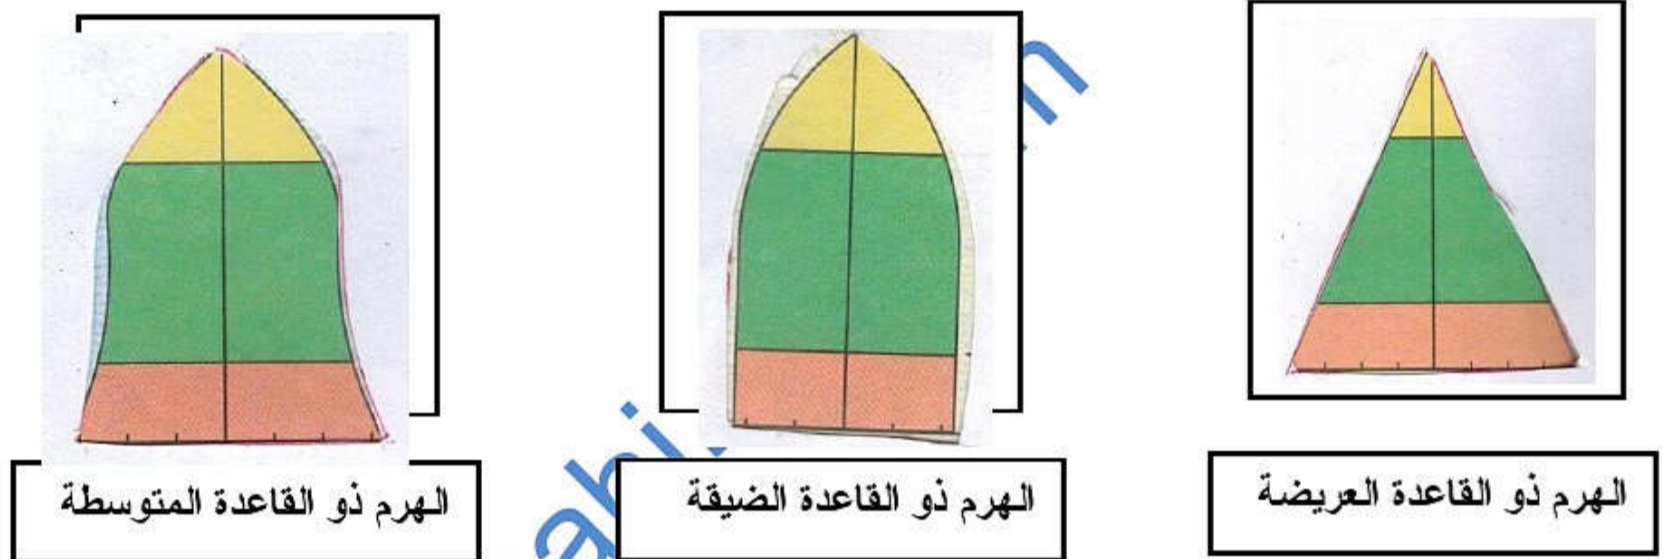 الهرم ذو القاعدة العريضة
الهرم ذو القاعدة الضيقة
الهرم ذو القاعدة المتوسطة